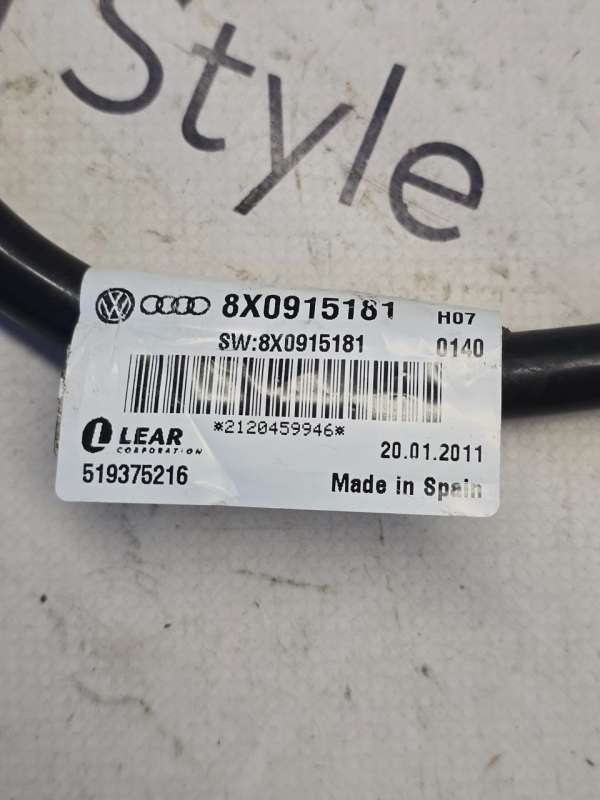 Style
8X0915181 H07
SW:8X0915181 0140
*2120459946*
LEAR
CORPORATION
20.01.2011
519375216
Made in Spain